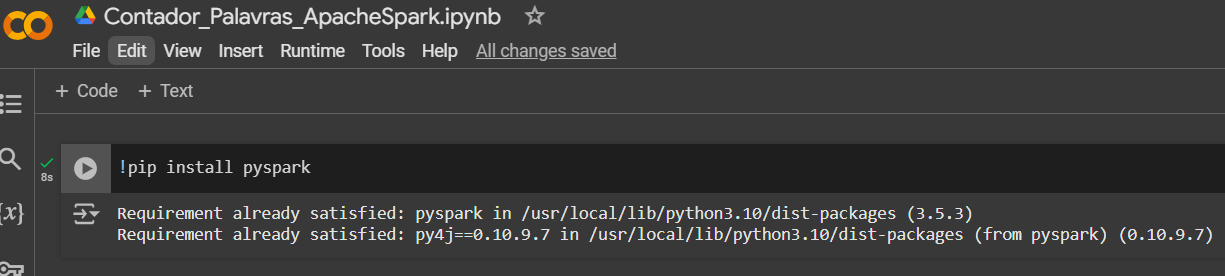 Contador_Palavras_ApacheSpark.ipynb
File Edit View Insert Runtime Tools Help All changes saved
+ Code + Text
8s
!pip install pyspark
{x}
Requirement already satisfied: pyspark in /usr/local/lib/python3.10/dist-packages (3.5.3)
Requirement already satisfied: py4j==0.10.9.7 in /usr/local/lib/python3.10/dist-packages (from pyspark) (0.10.9.7)